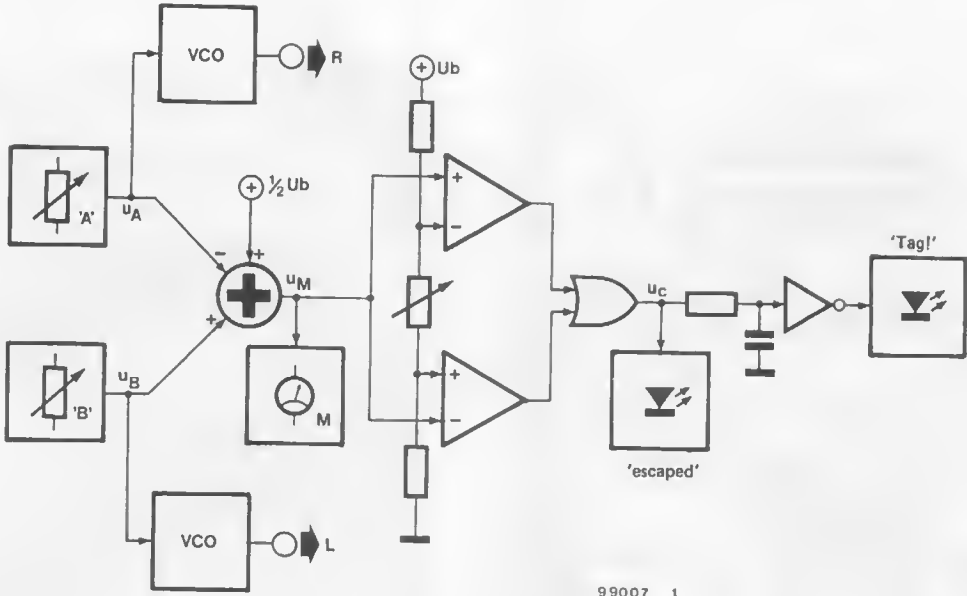 VCO
R
+ Ub
'A'
uA
+ ½Ub
- +
+
uM
+
-
'Tag!'
uC
uB
'B'
M
+
-
'escaped'
VCO
L
99007 1